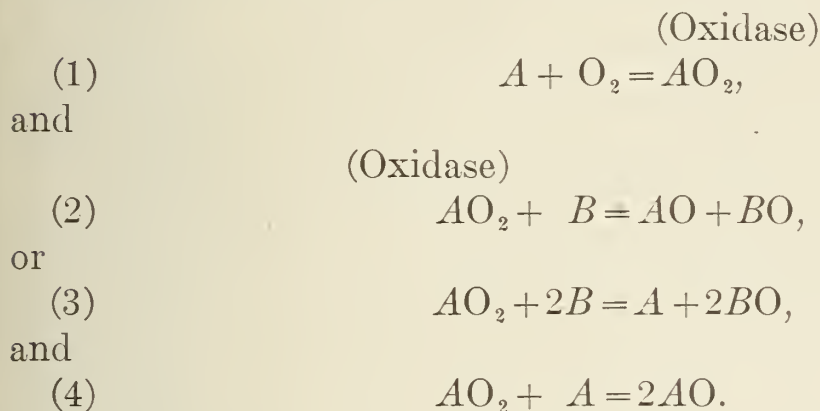 (Oxidase)
(1) A + O₂ = AO₂,
and
(Oxidase)
(2) AO₂ + B = AO + BO,
or
(3) AO₂ + 2B = A + 2BO,
and
(4) AO₂ + A = 2AO.